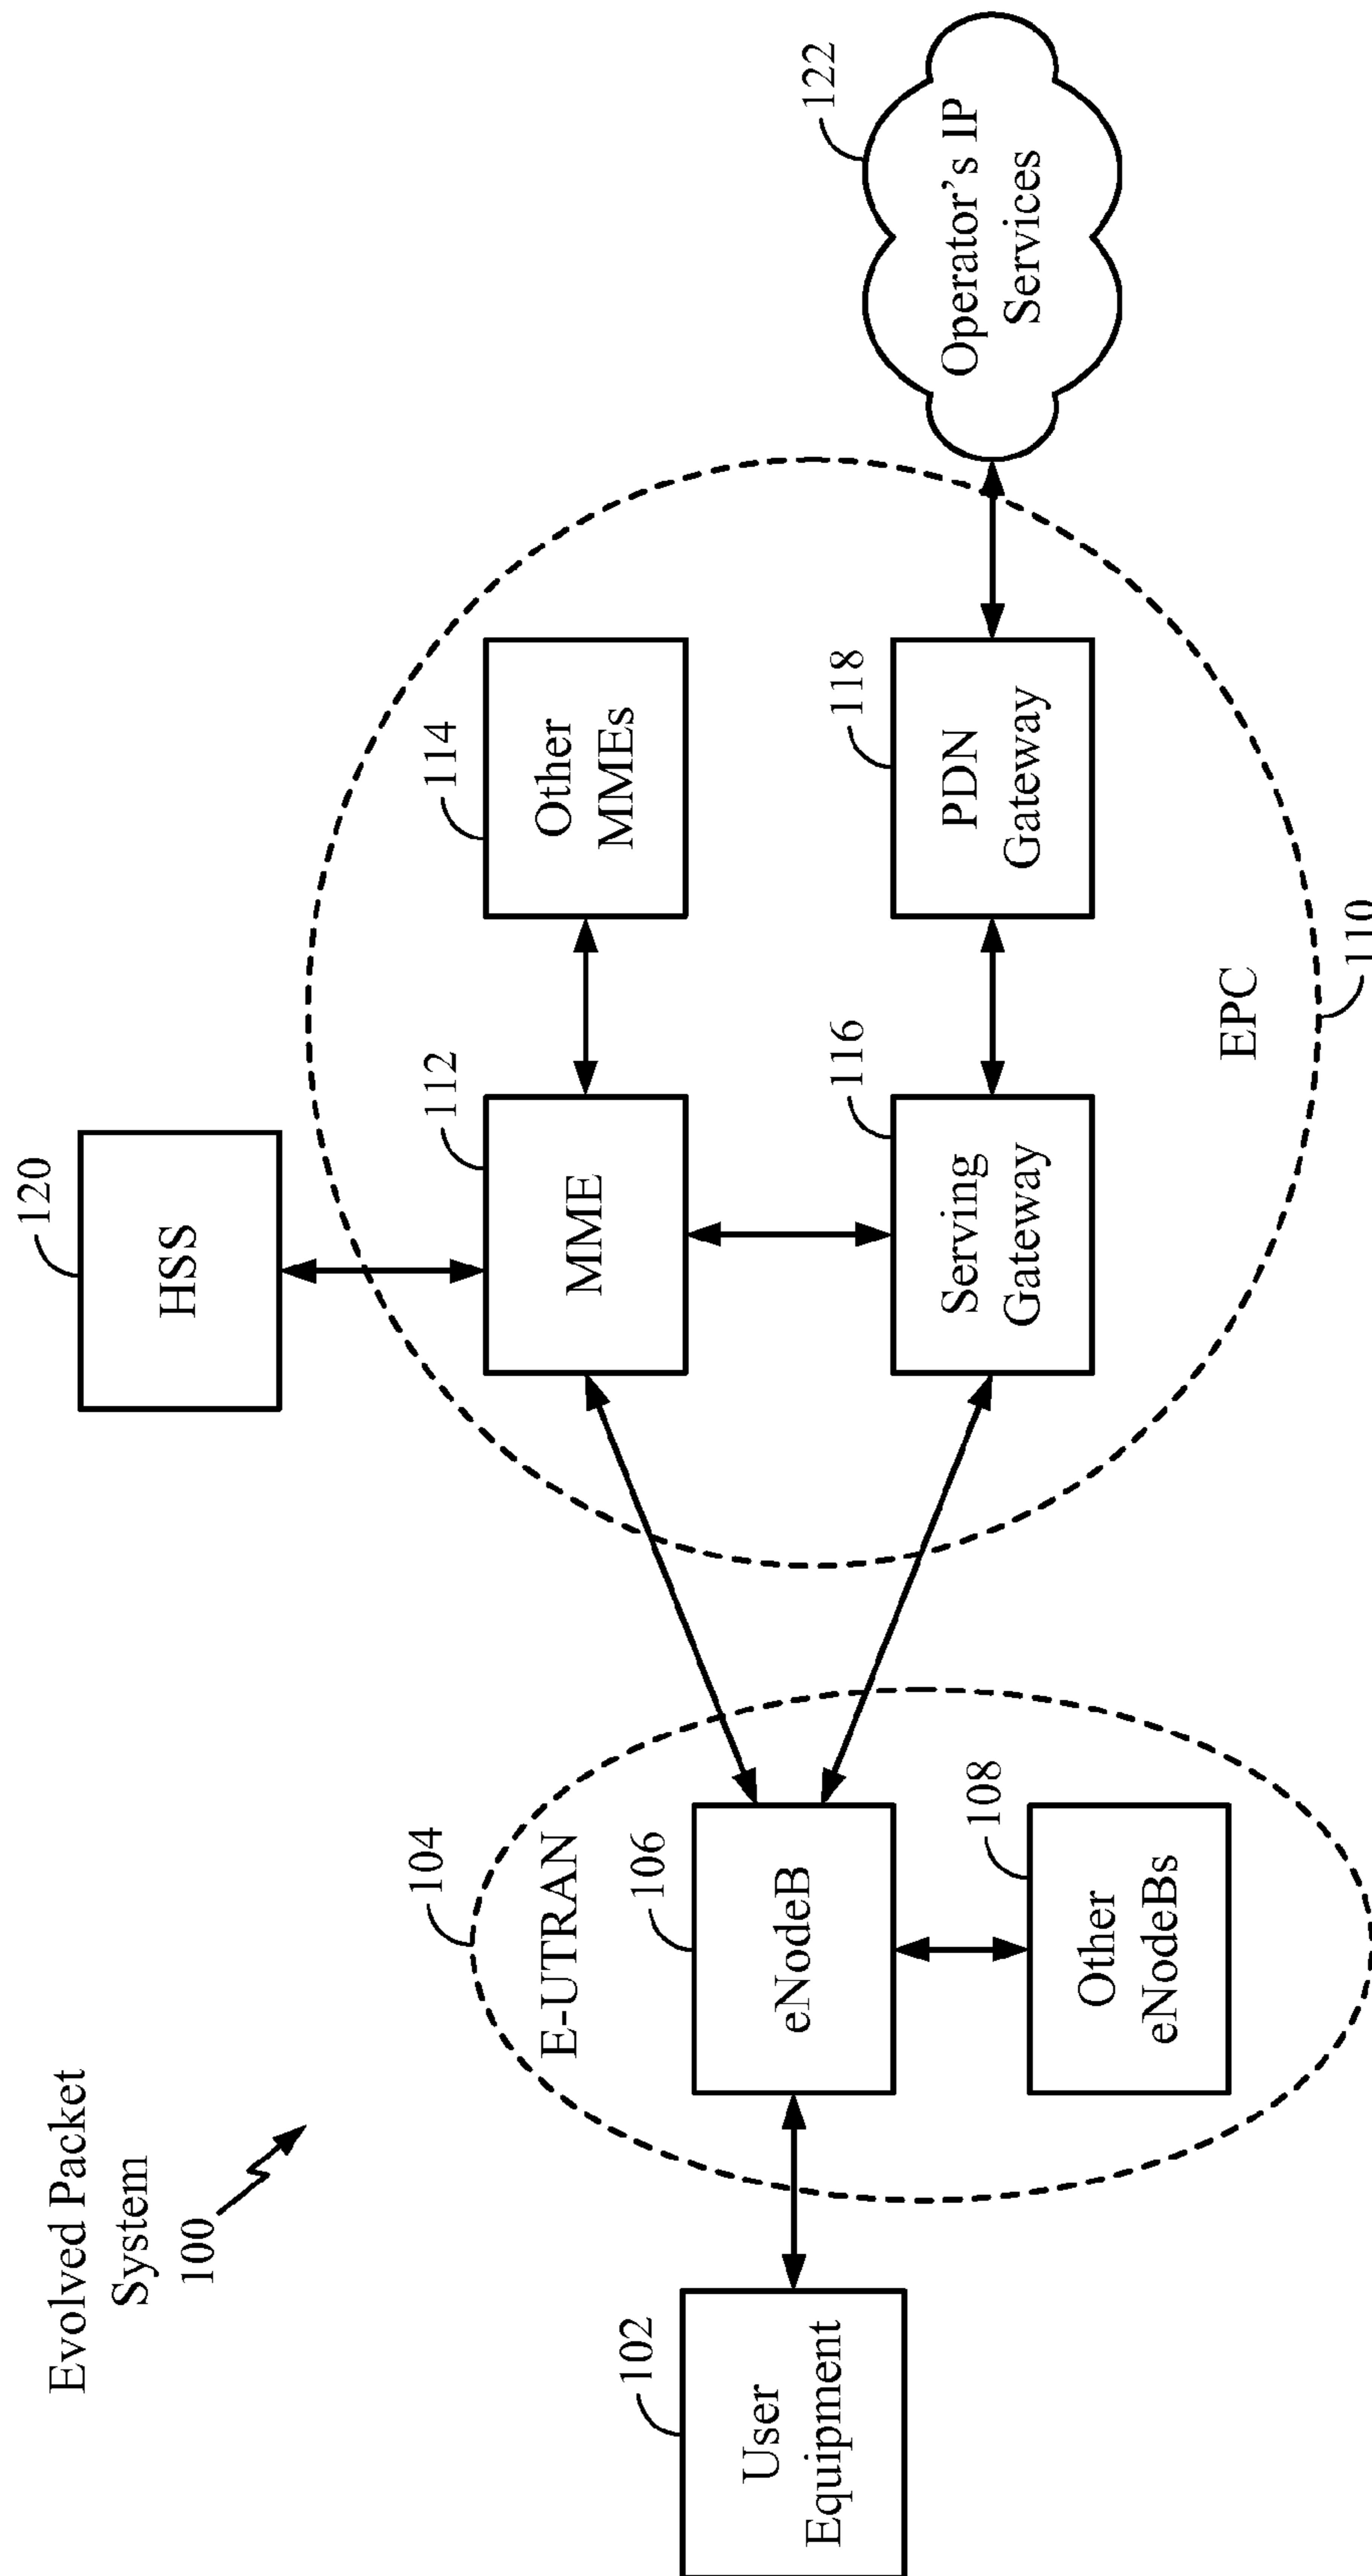 Evolved Packet
System
100
102
User
Equipment
104
E-UTRAN
106
eNodeB
108
Other
eNodeBs
120
HSS
112
MME
114
Other
MMEs
116
Serving
Gateway
118
PDN
Gateway
EPC
110
122
Operator's IP
Services